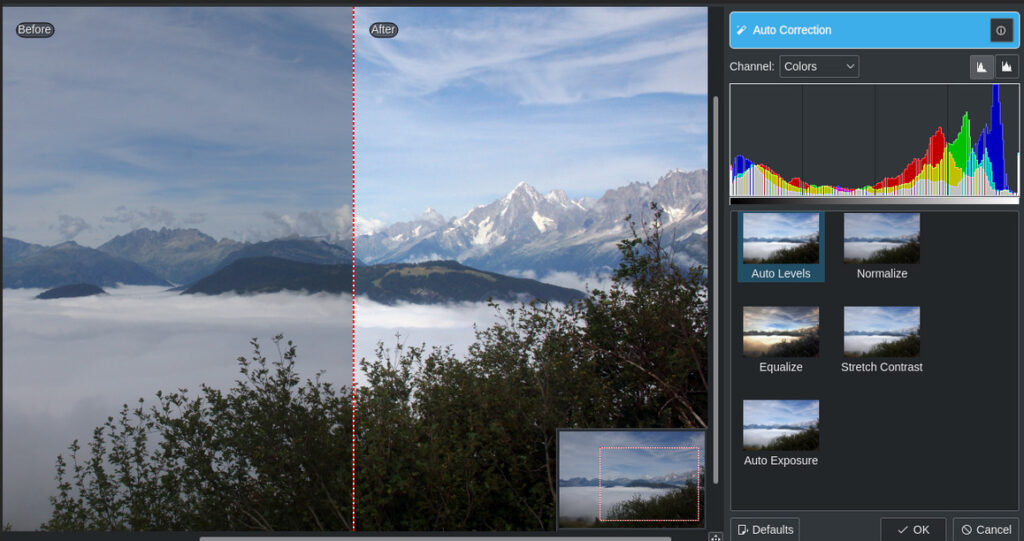 Before
After
Auto Correction
Channel: Colors
Auto Levels
Normalize
Equalize
Stretch Contrast
Auto Exposure
Defaults
OK
Cancel